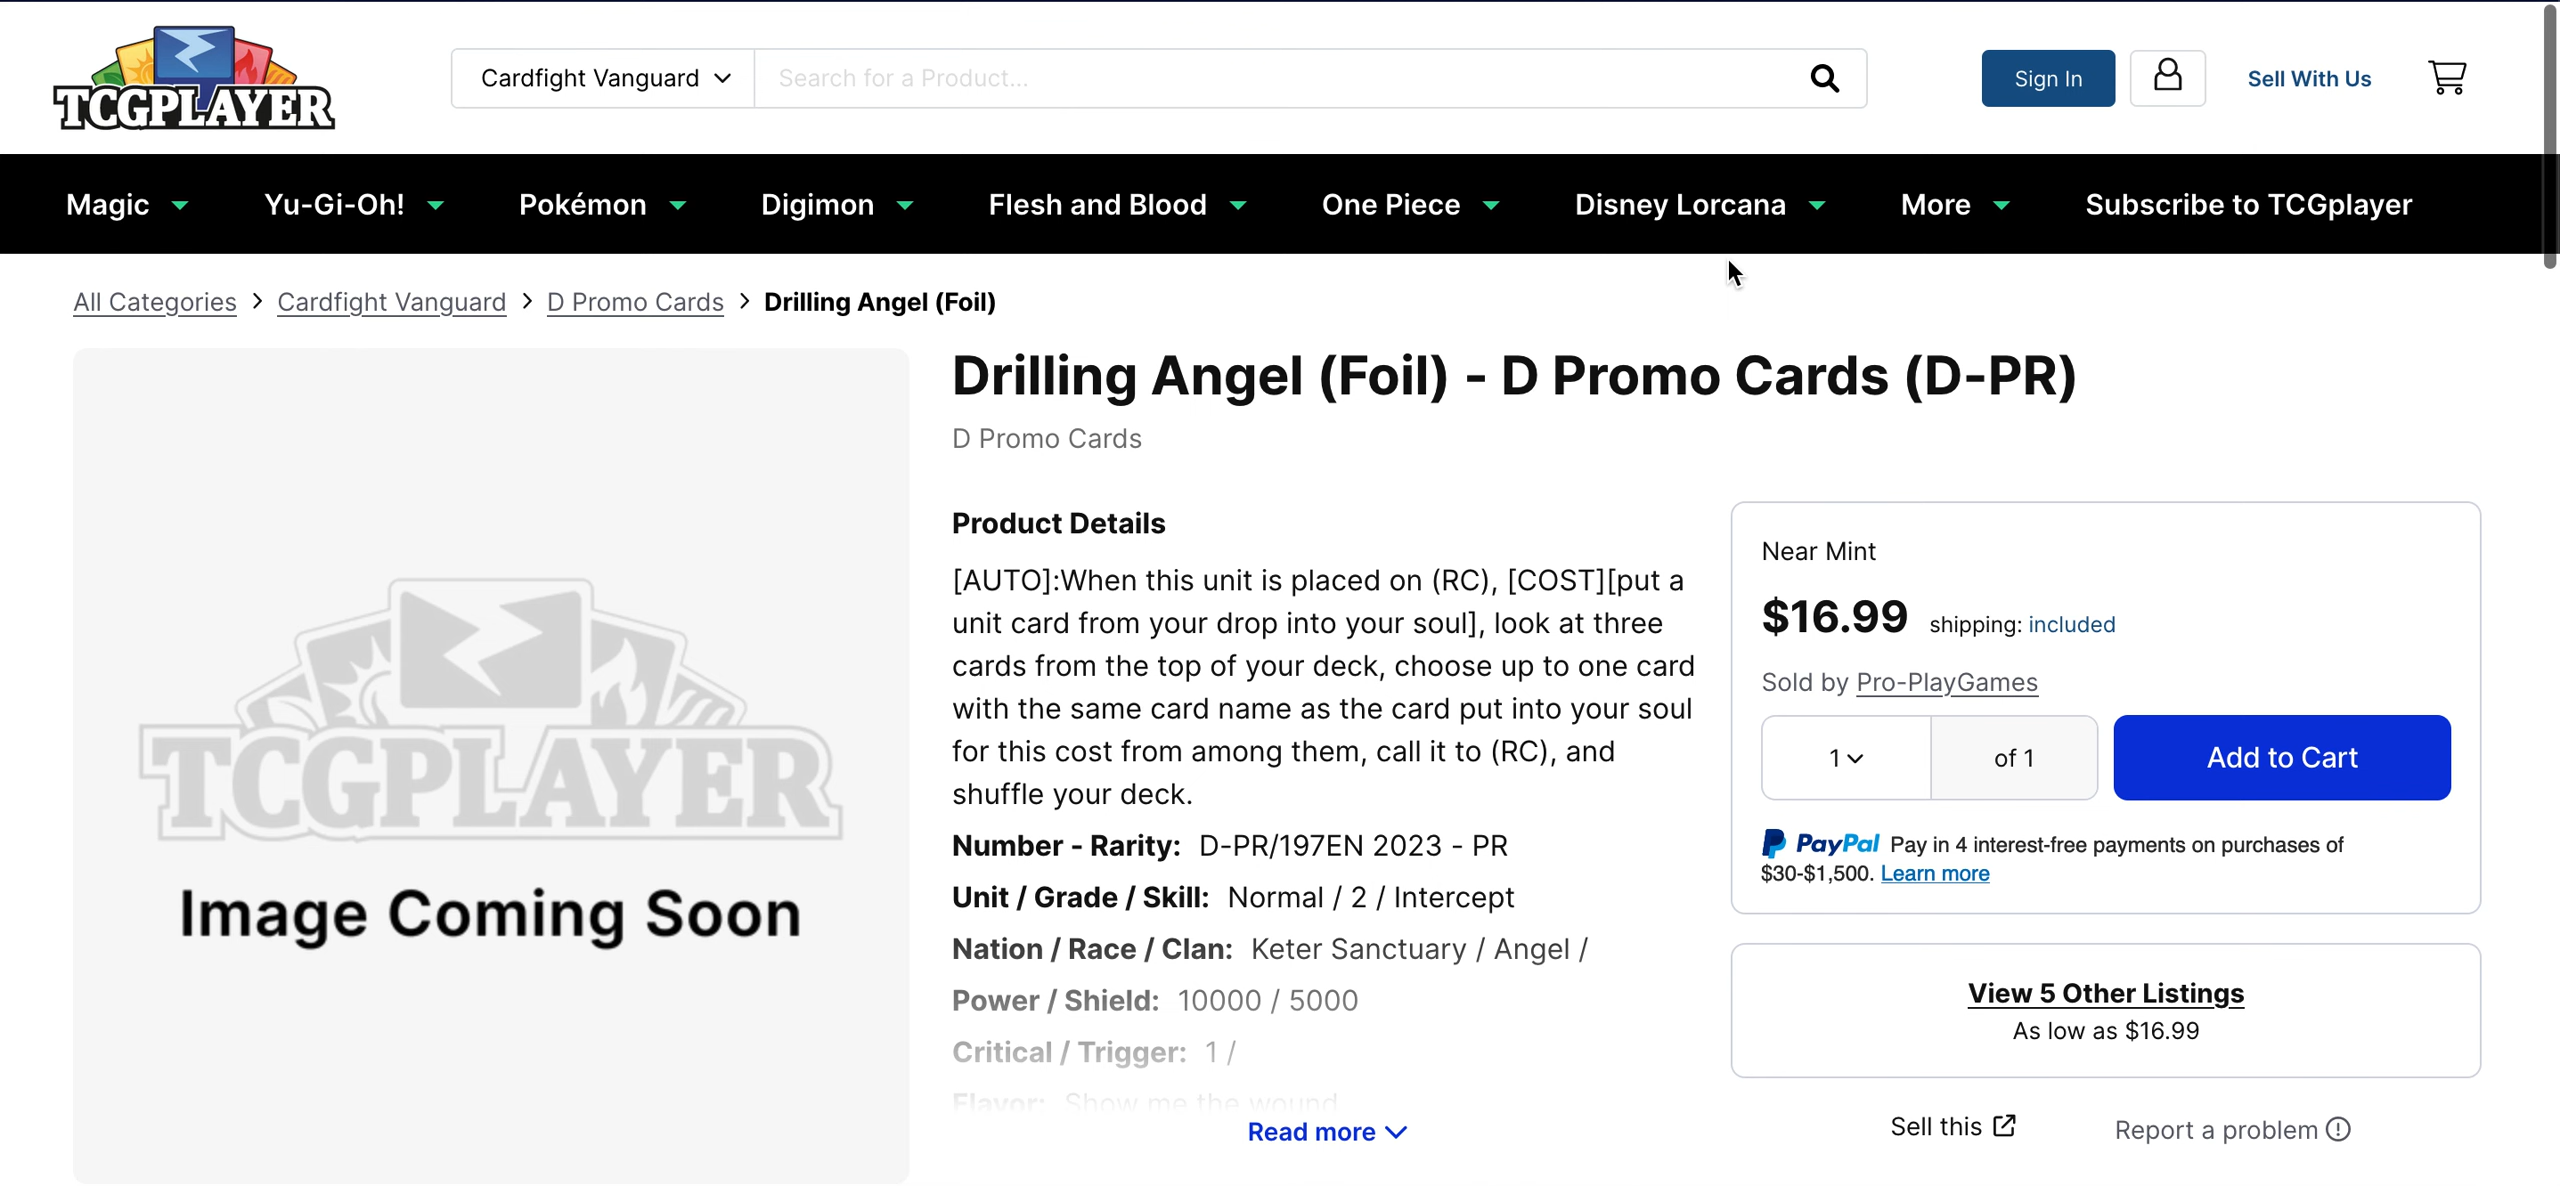 TCGPLAYER
Cardfight Vanguard
Search for a Product...
Sign In
Sell With Us
Magic
Yu-Gi-Oh!
Pokémon
Digimon
Flesh and Blood
One Piece
Disney Lorcana
More
Subscribe to TCGplayer
All Categories > Cardfight Vanguard > D Promo Cards > Drilling Angel (Foil)
TCGPLAYER
Image Coming Soon
Drilling Angel (Foil) - D Promo Cards (D-PR)
D Promo Cards
Product Details
[AUTO]:When this unit is placed on (RC), [COST][put a
unit card from your drop into your soul], look at three
cards from the top of your deck, choose up to one card
with the same card name as the card put into your soul
for this cost from among them, call it to (RC), and
shuffle your deck.
Number - Rarity: D-PR/197EN 2023 - PR
Unit / Grade / Skill: Normal / 2 / Intercept
Nation / Race / Clan: Keter Sanctuary / Angel /
Power / Shield: 10000 / 5000
Critical / Trigger: 1 /
Flavor: Show me the wound
Read more
Near Mint
$16.99 shipping: included
Sold by Pro-PlayGames
1
of 1
Add to Cart
PayPal Pay in 4 interest-free payments on purchases of
$30-$1,500. Learn more
View 5 Other Listings
As low as $16.99
Sell this
Report a problem